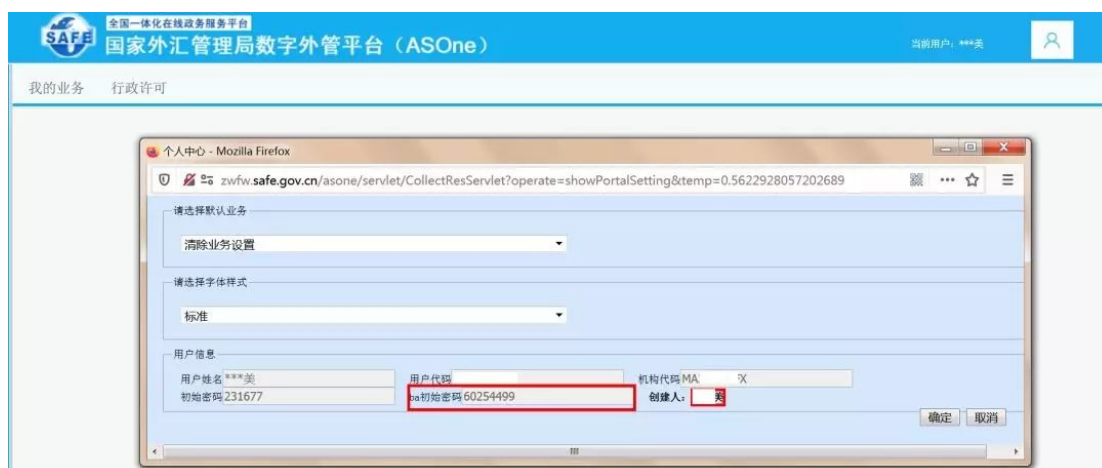 全国一体化在线政务服务平台
SAFE 国家外汇管理局数字外管平台（ASOne） 当前用户：***美
我的业务 行政许可
个人中心 - Mozilla Firefox
zwfw.safe.gov.cn/asone/servlet/CollectResServlet?operate=showPortalSetting&temp=0.5622928057202689
请选择默认业务
清除业务设置
请选择字体样式
标准
用户信息
用户姓名 ***美 用户代码 机构代码 MA X
初始密码 231677 ba初始密码 60254499 创建人： 美
确定 取消